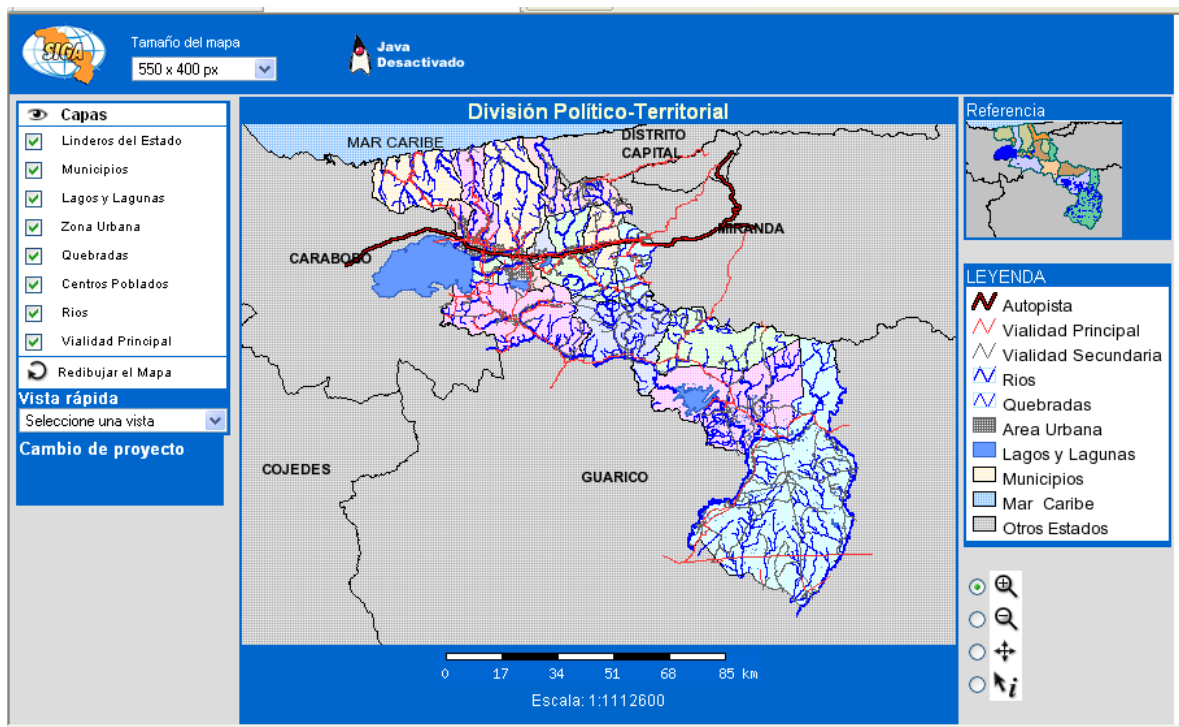 SIGA
Tamaño del mapa
550 x 400 px
Java
Desactivado
Capas
Linderos del Estado
Municipios
Lagos y Lagunas
Zona Urbana
Quebradas
Centros Poblados
Rios
Vialidad Principal
Redibujar el Mapa
Vista rápida
Seleccione una vista
Cambio de proyecto
División Político-Territorial
MAR CARIBE
DISTRITO
CAPITAL
MIRANDA
CARABOBO
COJEDES
GUARICO
0 17 34 51 68 85 km
Escala: 1:1112600
Referencia
LEYENDA
Autopista
Vialidad Principal
Vialidad Secundaria
Rios
Quebradas
Area Urbana
Lagos y Lagunas
Municipios
Mar Caribe
Otros Estados
i